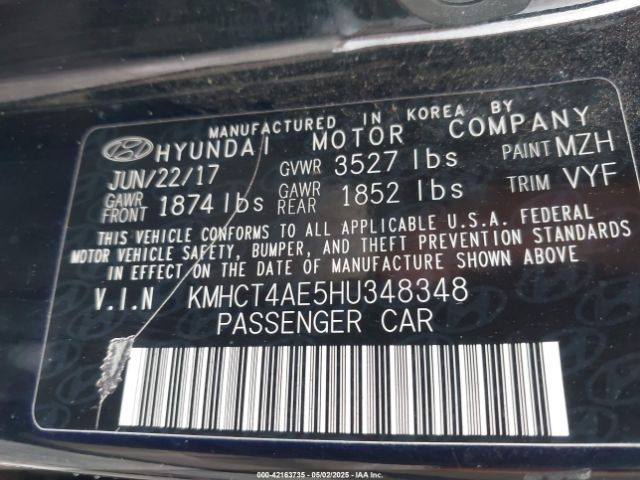 MANUFACTURED IN KOREA BY
HYUNDAI MOTOR COMPANY
JUN/22/17 GVWR 3527 lbs PAINT MZH
GAWR FRONT 1874 lbs GAWR REAR 1852 lbs TRIM VYF
THIS VEHICLE CONFORMS TO ALL APPLICABLE U.S.A. FEDERAL
MOTOR VEHICLE SAFETY, BUMPER, AND THEFT PREVENTION STANDARDS
IN EFFECT ON THE DATE OF MANUFACTURE SHOWN ABOVE
V.I.N KMHCT4AE5HU348348
PASSENGER CAR
000-42163735 - 05/02/2025 - IAA Inc.